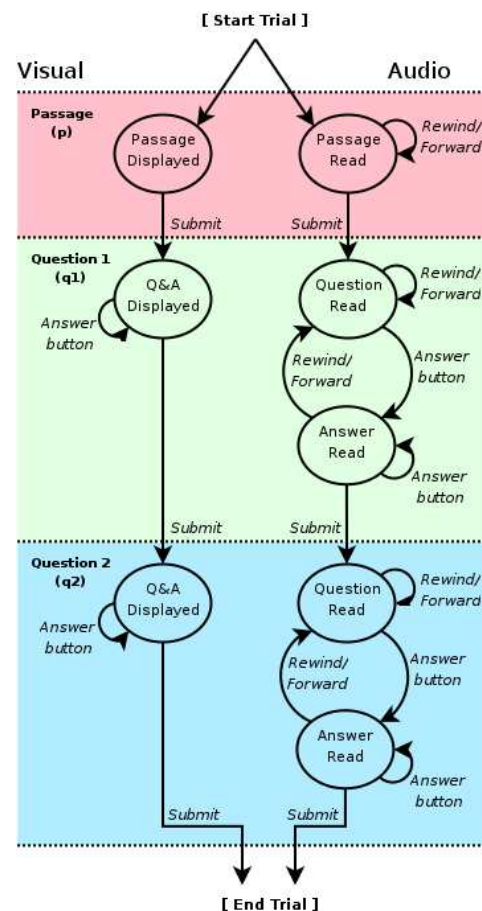 [ Start Trial ]
Visual
Audio
Passage
(p)
Passage
Displayed
Passage
Read
Rewind/
Forward
Submit
Submit
Question 1
(q1)
Q&A
Displayed
Answer
button
Question
Read
Rewind/
Forward
Rewind/
Forward
Answer
button
Answer
Read
Answer
button
Submit
Submit
Question 2
(q2)
Q&A
Displayed
Answer
button
Question
Read
Rewind/
Forward
Rewind/
Forward
Answer
button
Answer
Read
Answer
button
Submit
Submit
[ End Trial ]